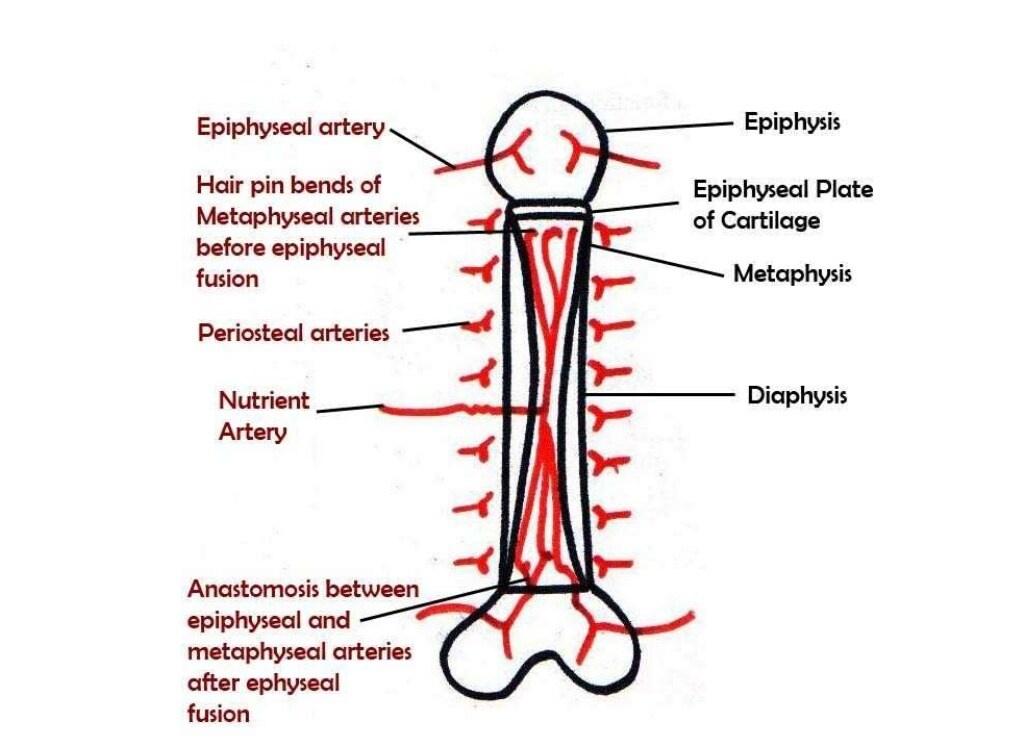 Epiphyseal artery
Hair pin bends of
Metaphyseal arteries
before epiphyseal
fusion
Periosteal arteries
Nutrient
Artery
Anastomosis between
epiphyseal and
metaphyseal arteries
after ephyseal
fusion
Epiphysis
Epiphyseal Plate
of Cartilage
Metaphysis
Diaphysis